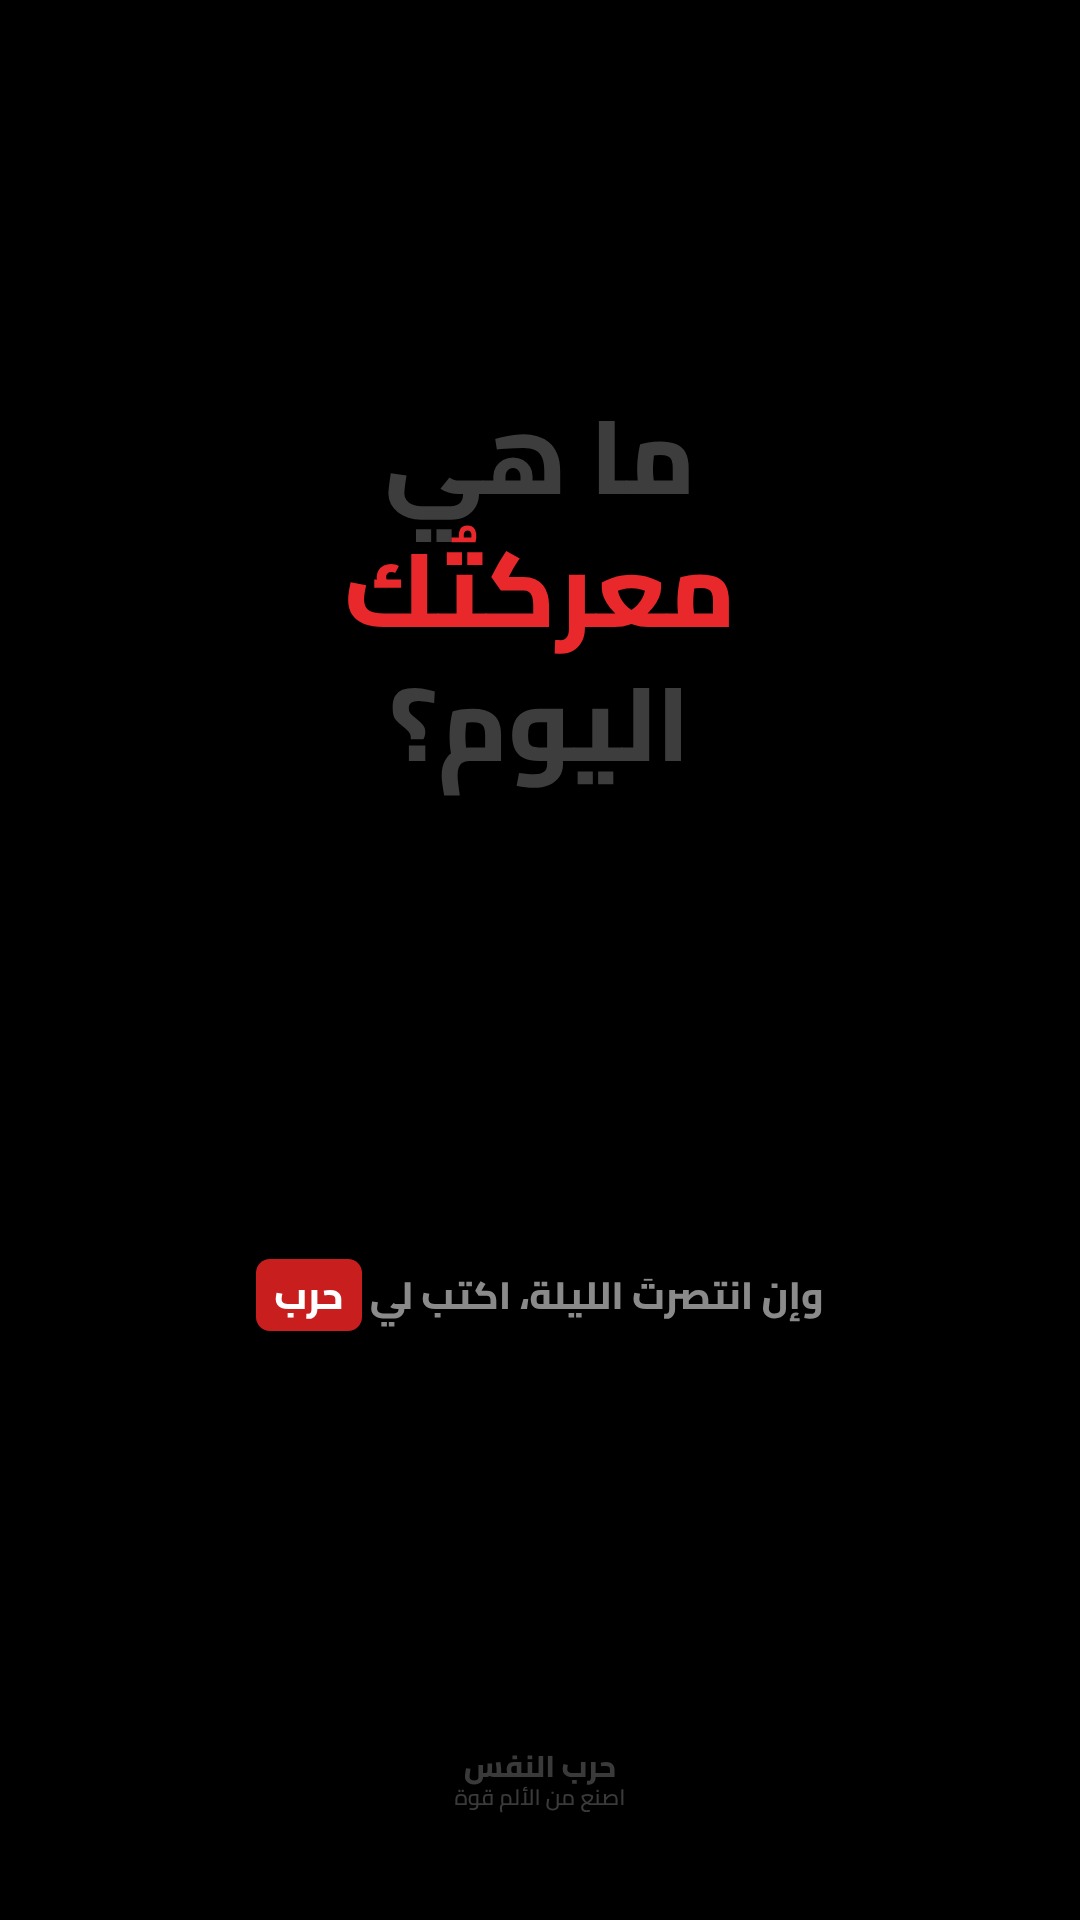 ما هي
معركتُك
اليوم؟
وإن انتصرتَ الليلة، اكتب لي حرب
حرب النفس
اصنع من الألم قوة